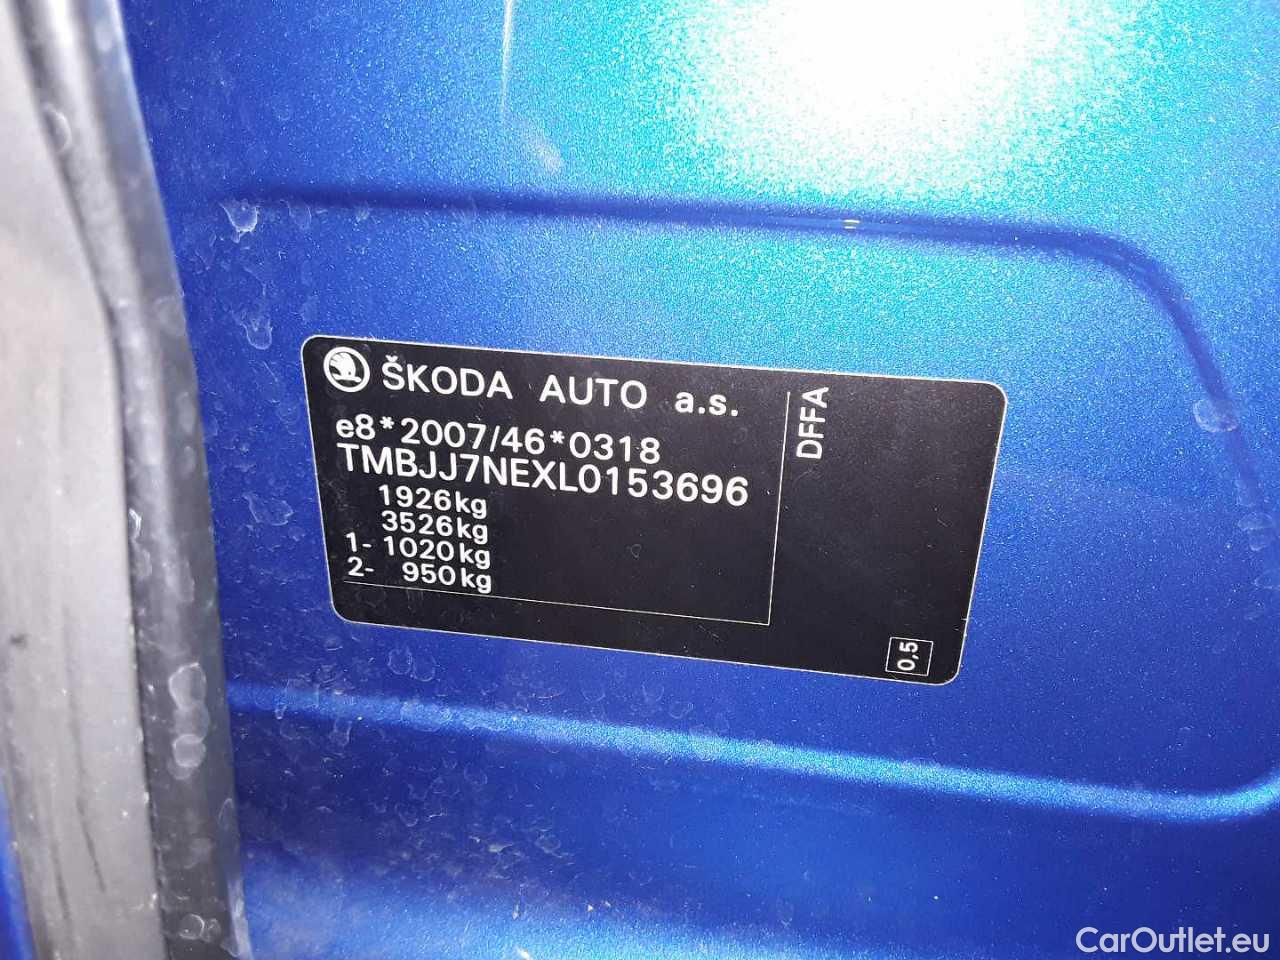 ŠKODA AUTO a.s.
e8*2007/46*0318
TMBJJ7NEXL0153696
1926kg
3526kg
1- 1020kg
2- 950kg
DFFA
0,5
CarOutlet.eu